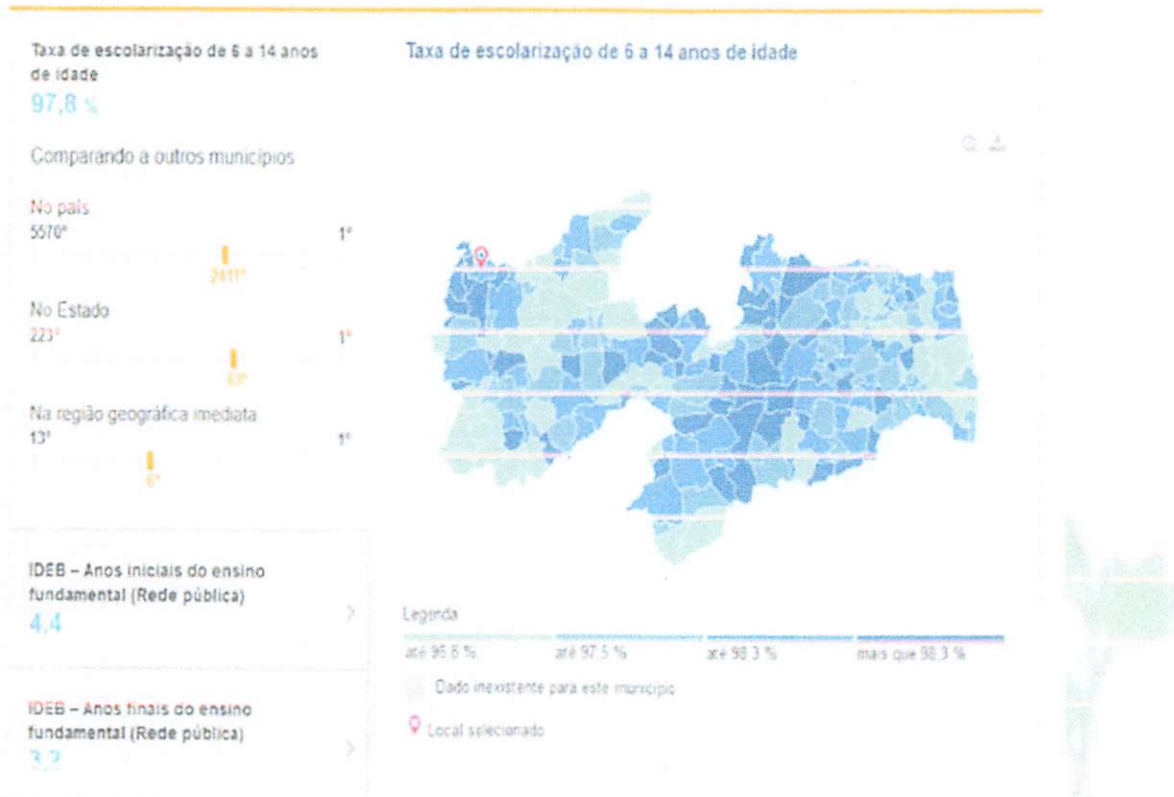 Taxa de escolarização de 6 a 14 anos
de idade
97,8 %
Comparando a outros municípios
No país
5570º
1º
2411º
No Estado
223º
1º
83º
Na região geográfica imediata
13º
1º
6º
IDEB – Anos iniciais do ensino
fundamental (Rede pública)
4,4
IDEB – Anos finais do ensino
fundamental (Rede pública)
Taxa de escolarização de 6 a 14 anos de idade
Legenda
até 96,6 %
até 97,5 %
até 98,3 %
mais que 98,3 %
Dado inexistente para este município
Local selecionado